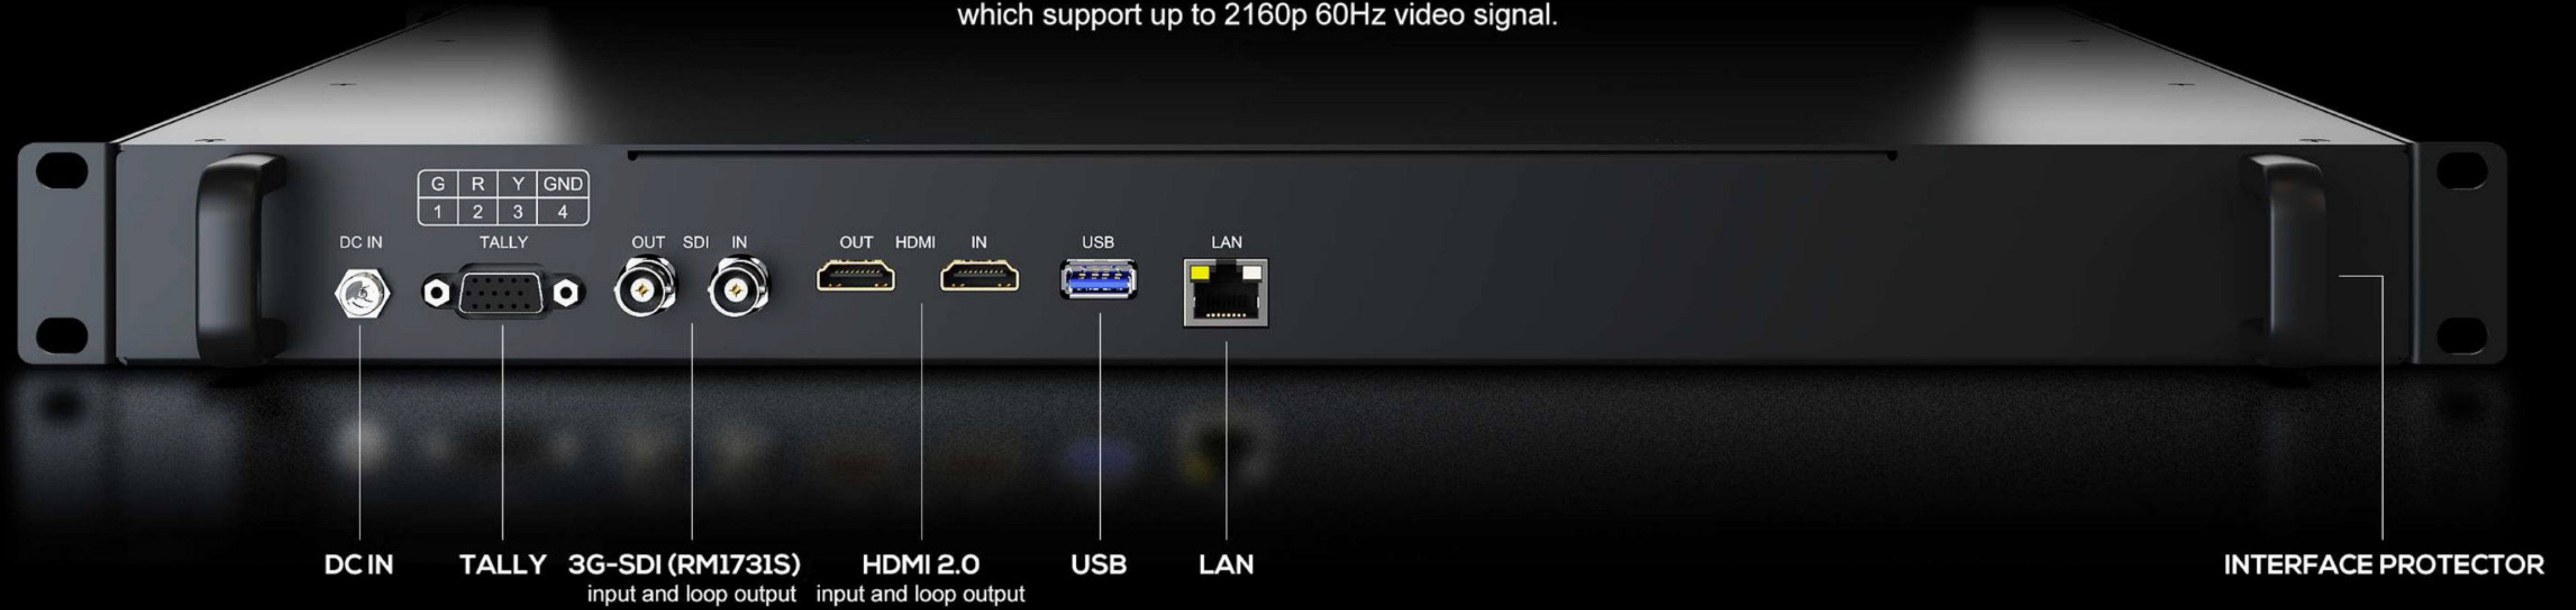 which support up to 2160p 60Hz video signal.
G R Y GND
1 2 3 4
DC IN TALLY OUT SDI IN OUT HDMI IN USB LAN
DC IN TALLY 3G-SDI (RM1731S) HDMI 2.0 USB LAN INTERFACE PROTECTOR
input and loop output input and loop output